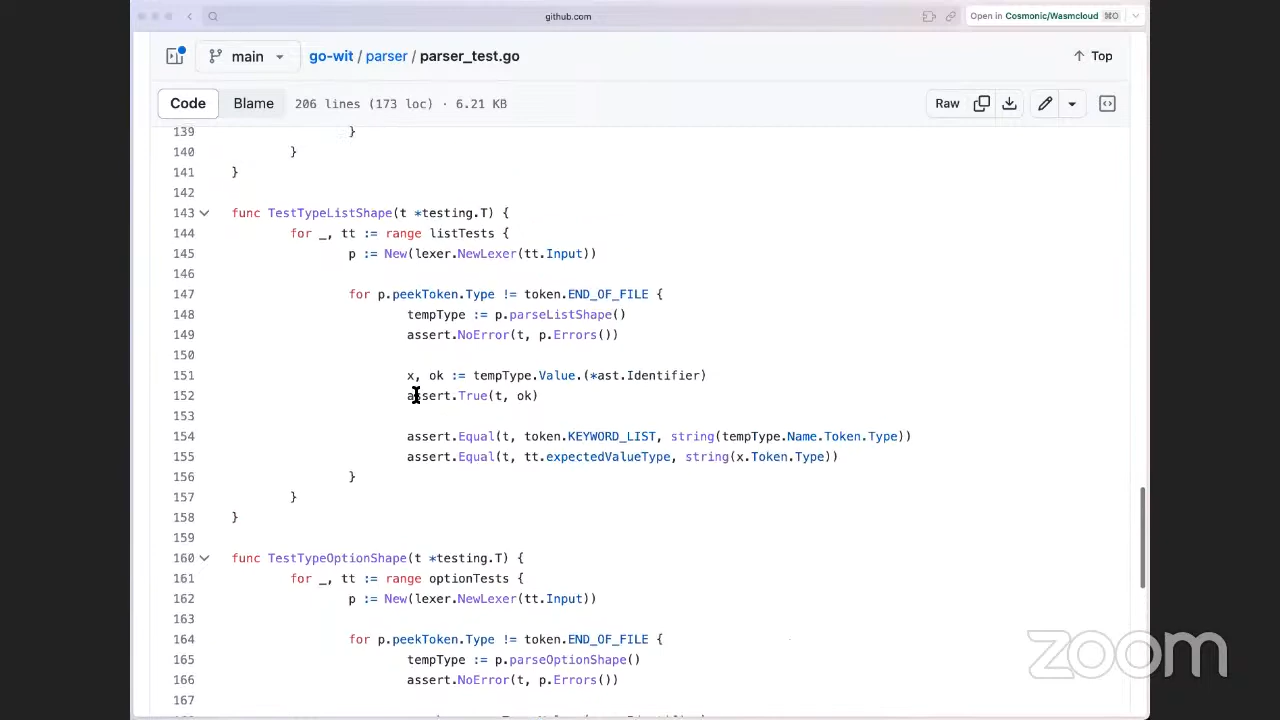 github.com
Open in Cosmonic/Wasmcloud ⌘O
main
go-wit / parser / parser_test.go
Top
Code
Blame
206 lines (173 loc) · 6.21 KB
Raw
139 }
140 }
141 }
142
143 func TestTypeListShape(t *testing.T) {
144 for _, tt := range listTests {
145 p := New(lexer.NewLexer(tt.Input))
146
147 for p.peekToken.Type != token.END_OF_FILE {
148 tempType := p.parseListShape()
149 assert.NoError(t, p.Errors())
150
151 x, ok := tempType.Value.(*ast.Identifier)
152 assert.True(t, ok)
153
154 assert.Equal(t, token.KEYWORD_LIST, string(tempType.Name.Token.Type))
155 assert.Equal(t, tt.expectedValueType, string(x.Token.Type))
156 }
157 }
158 }
159
160 func TestTypeOptionShape(t *testing.T) {
161 for _, tt := range optionTests {
162 p := New(lexer.NewLexer(tt.Input))
163
164 for p.peekToken.Type != token.END_OF_FILE {
165 tempType := p.parseOptionShape()
166 assert.NoError(t, p.Errors())
167
zoom